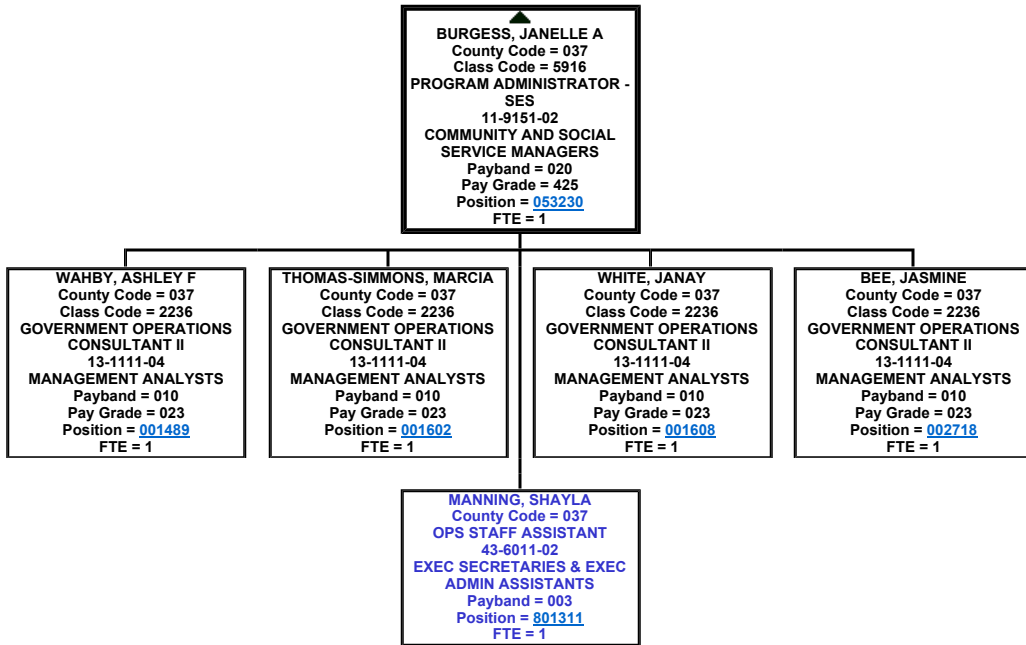 BURGESS, JANELLE A
County Code = 037
Class Code = 5916
PROGRAM ADMINISTRATOR -
SES
11-9151-02
COMMUNITY AND SOCIAL
SERVICE MANAGERS
Payband = 020
Pay Grade = 425
Position = 053230
FTE = 1
WAHBY, ASHLEY F
County Code = 037
Class Code = 2236
GOVERNMENT OPERATIONS
CONSULTANT II
13-1111-04
MANAGEMENT ANALYSTS
Payband = 010
Pay Grade = 023
Position = 001489
FTE = 1
THOMAS-SIMMONS, MARCIA
County Code = 037
Class Code = 2236
GOVERNMENT OPERATIONS
CONSULTANT II
13-1111-04
MANAGEMENT ANALYSTS
Payband = 010
Pay Grade = 023
Position = 001602
FTE = 1
WHITE, JANAY
County Code = 037
Class Code = 2236
GOVERNMENT OPERATIONS
CONSULTANT II
13-1111-04
MANAGEMENT ANALYSTS
Payband = 010
Pay Grade = 023
Position = 001608
FTE = 1
BEE, JASMINE
County Code = 037
Class Code = 2236
GOVERNMENT OPERATIONS
CONSULTANT II
13-1111-04
MANAGEMENT ANALYSTS
Payband = 010
Pay Grade = 023
Position = 002718
FTE = 1
MANNING, SHAYLA
County Code = 037
OPS STAFF ASSISTANT
43-6011-02
EXEC SECRETARIES & EXEC
ADMIN ASSISTANTS
Payband = 003
Position = 801311
FTE = 1